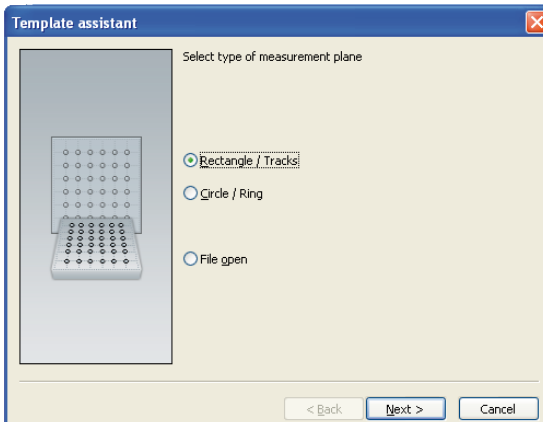 Template assistant
Select type of measurement plane
Rectangle / Tracks
Circle / Ring
File open
< Back
Next >
Cancel